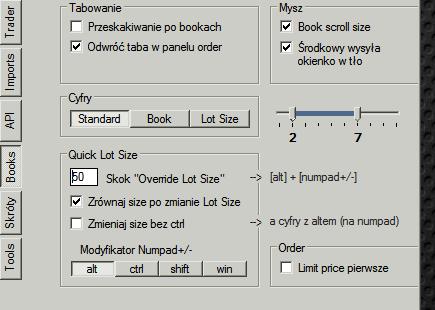 Trader
Imports
API
Books
Skróty
Tools
Tabowanie
Przeskakiwanie po bookach
Odwróć taba w panelu order
Mysz
Book scroll size
Środkowy wysyła
okienko w tło
Cyfry
Standard Book Lot Size
2 7
Quick Lot Size
50 Skok "Override Lot Size" --> [alt] + [numpad+/-]
Zrównaj size po zmianie Lot Size
Zmieniaj size bez ctrl --> a cyfry z altem (na numpad)
Modyfikator Numpad+/-
alt ctrl shift win
Order
Limit price pierwsze